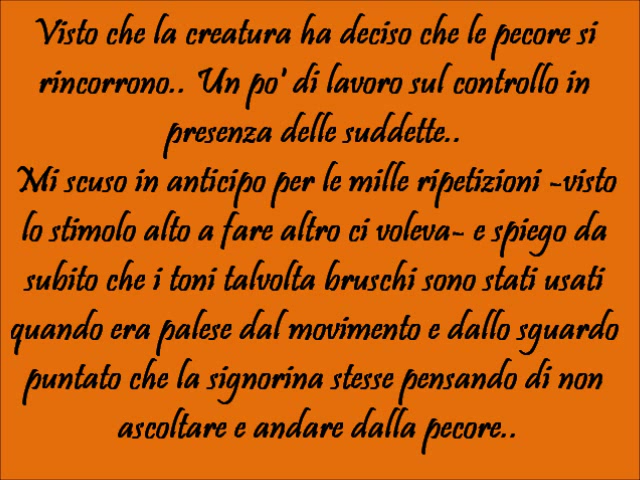 Visto che la creatura ha deciso che le pecore si
rincorrono.. Un po' di lavoro sul controllo in
presenza delle suddette..
Mi scuso in anticipo per le mille ripetizioni -visto
lo stimolo alto a fare altro ci voleva- e spiego da
subito che i toni talvolta bruschi sono stati usati
quando era palese dal movimento e dallo sguardo
puntato che la signorina stesse pensando di non
ascoltare e andare dalla pecore..